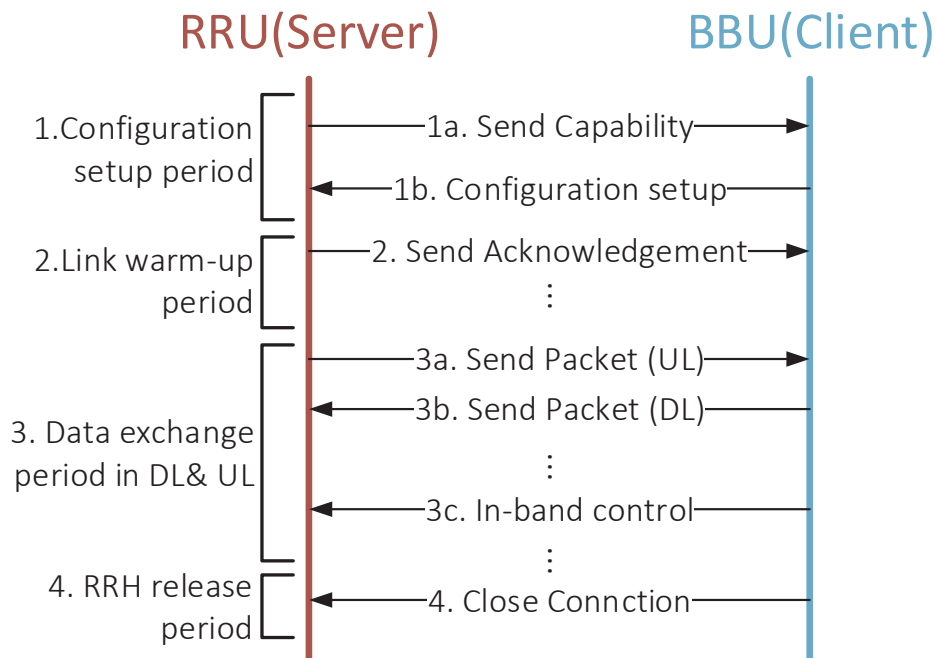 RRU(Server)
BBU(Client)
1.Configuration
setup period
1a. Send Capability
1b. Configuration setup
2.Link warm-up
period
2. Send Acknowledgement
⋮
3. Data exchange
period in DL& UL
3a. Send Packet (UL)
3b. Send Packet (DL)
⋮
3c. In-band control
⋮
4. RRH release
period
4. Close Connction